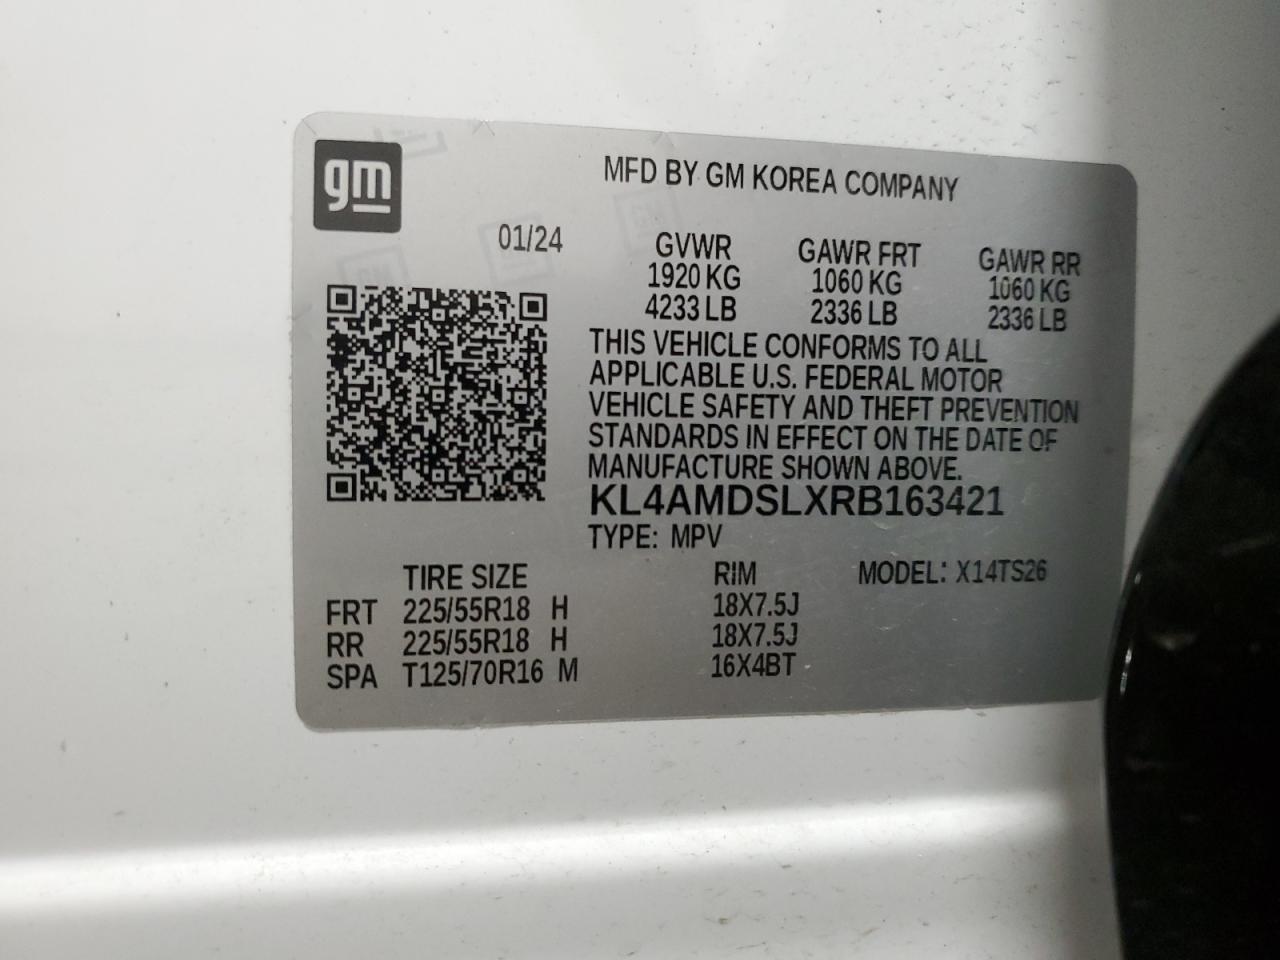 gm
MFD BY GM KOREA COMPANY
01/24
GVWR GAWR FRT GAWR RR
1920 KG 1060 KG 1060 KG
4233 LB 2336 LB 2336 LB
THIS VEHICLE CONFORMS TO ALL
APPLICABLE U.S. FEDERAL MOTOR
VEHICLE SAFETY AND THEFT PREVENTION
STANDARDS IN EFFECT ON THE DATE OF
MANUFACTURE SHOWN ABOVE.
KL4AMDSLXRB163421
TYPE: MPV
TIRE SIZE RIM MODEL: X14TS26
FRT 225/55R18 H 18X7.5J
RR 225/55R18 H 18X7.5J
SPA T125/70R16 M 16X4BT